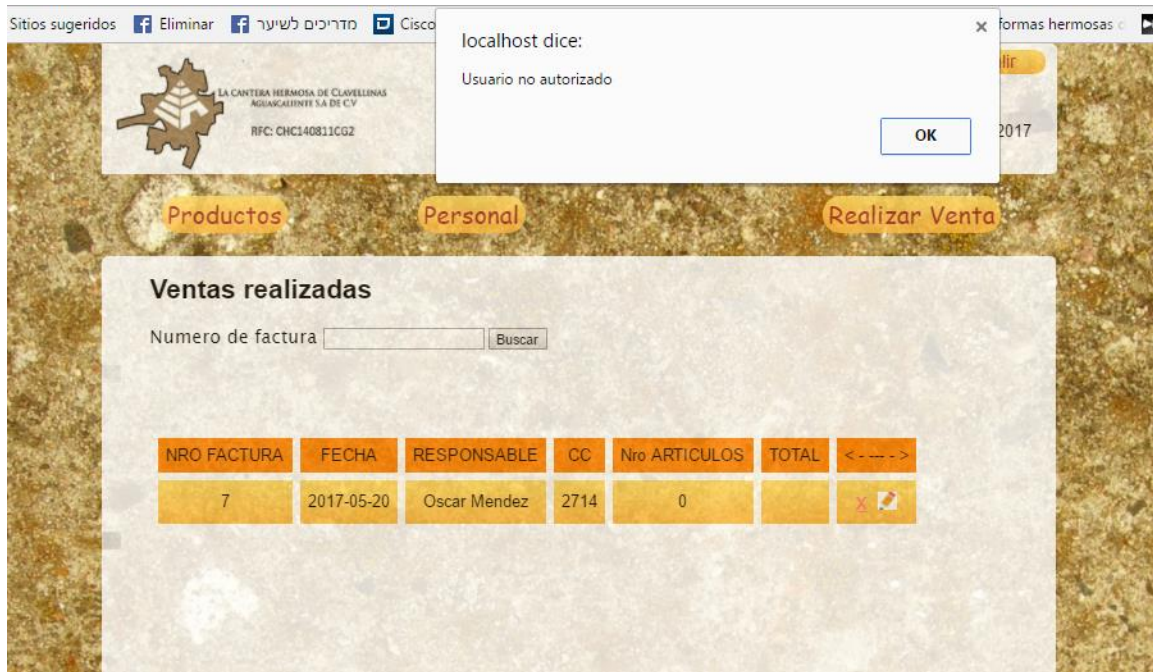 Sitios sugeridos Eliminar מדריכים לשיער Cisco formas hermosas
localhost dice:
Usuario no autorizado
OK
LA CANTERA HERMOSA DE CLAVELLINAS
AGUASCALIENTE S.A DE C.V
RFC: CHC140811CG2
2017
Productos Personal Realizar Venta
Ventas realizadas
Numero de factura Buscar
NRO FACTURA FECHA RESPONSABLE CC Nro ARTICULOS TOTAL < - --- - >
7 2017-05-20 Oscar Mendez 2714 0 X